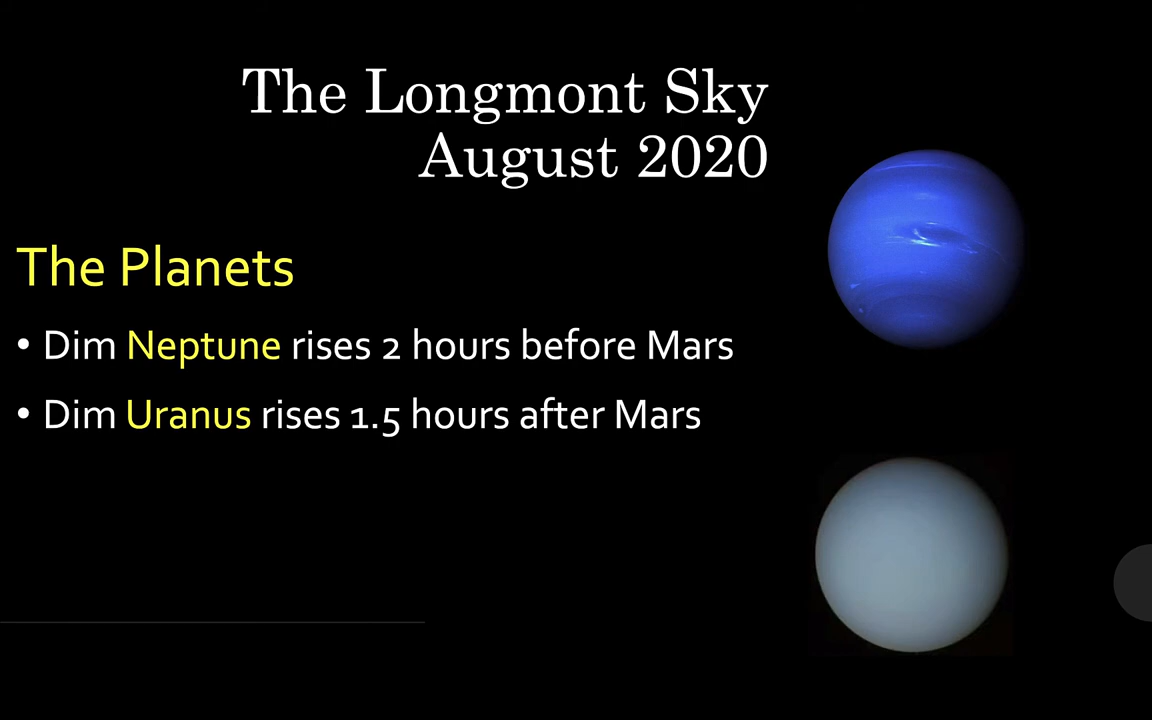 The Longmont Sky
August 2020
The Planets
• Dim Neptune rises 2 hours before Mars
• Dim Uranus rises 1.5 hours after Mars